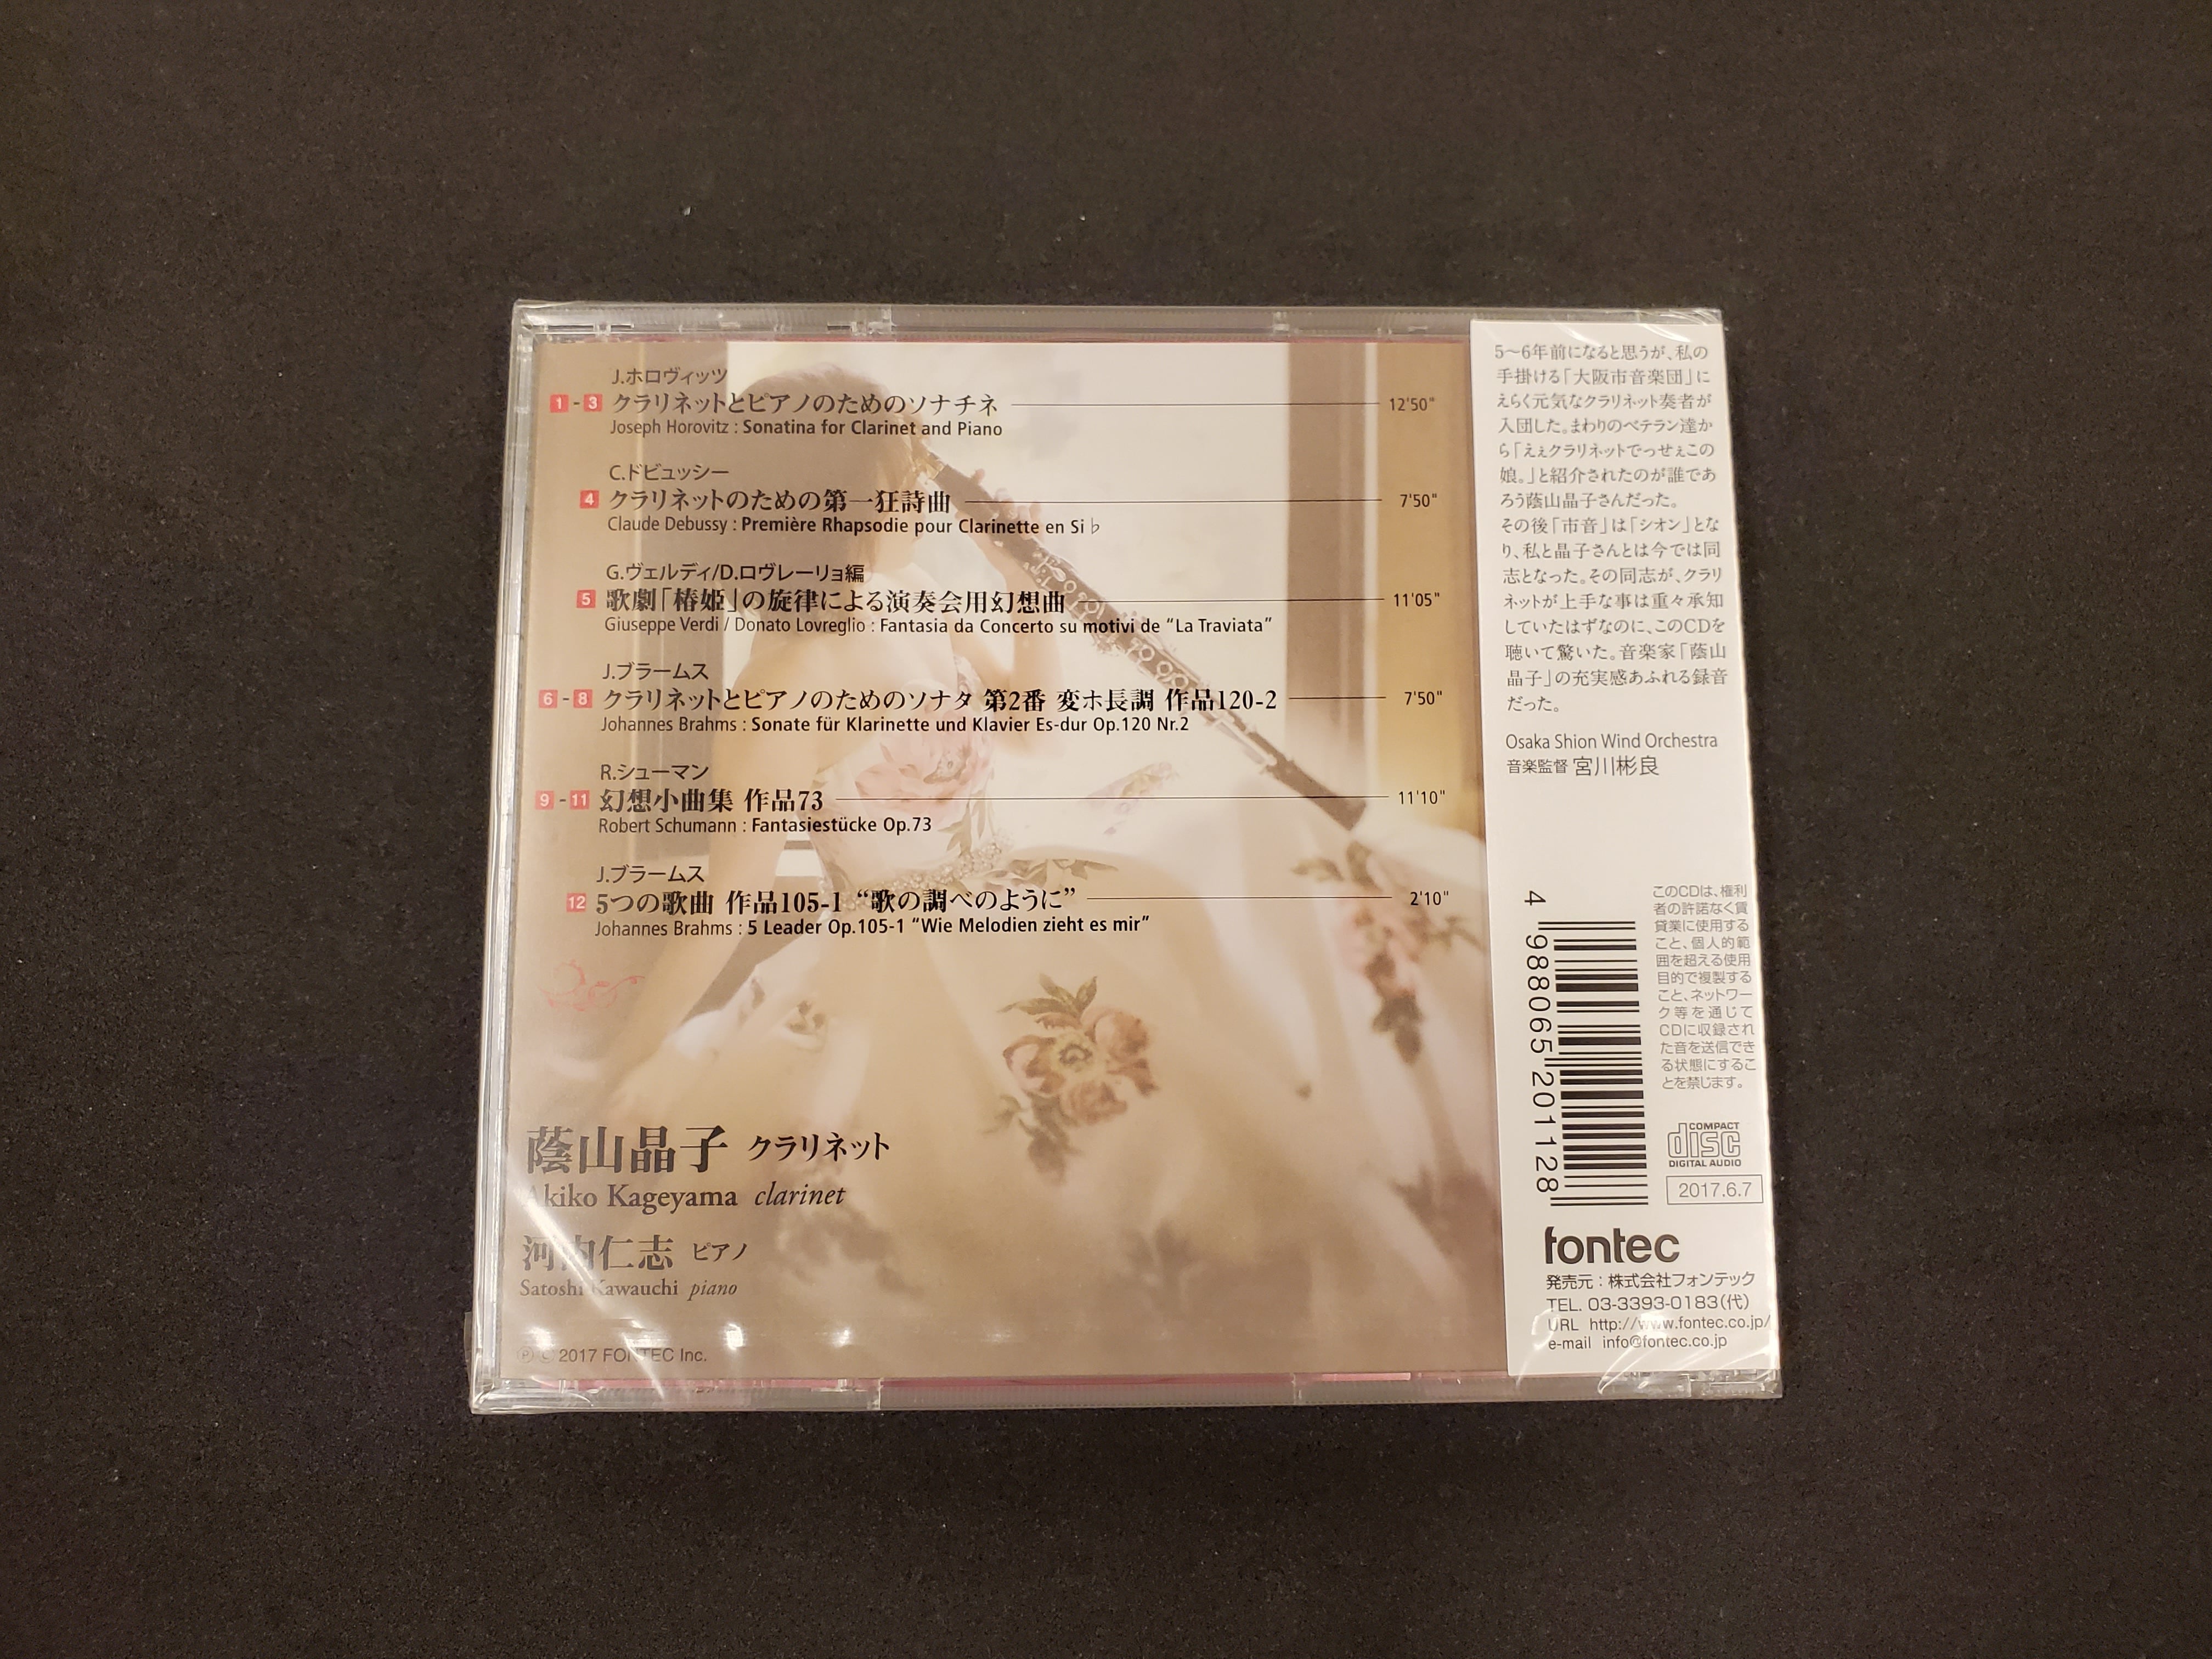 J.ホロヴィッツ
1 - 3 クラリネットとピアノのためのソナチネ 12'50"
Joseph Horovitz : Sonatina for Clarinet and Piano
C.ドビュッシー
4 クラリネットのための第一狂詩曲 7'50"
Claude Debussy : Première Rhapsodie pour Clarinette en Si ♭
G.ヴェルディ/D.ロヴレーリョ編
5 歌劇「椿姫」の旋律による演奏会用幻想曲 11'05"
Giuseppe Verdi / Donato Lovreglio : Fantasia da Concerto su motivi de “La Traviata”
J.ブラームス
6 - 8 クラリネットとピアノのためのソナタ 第2番 変ホ長調 作品120-2 7'50"
Johannes Brahms : Sonate für Klarinette und Klavier Es-dur Op.120 Nr.2
R.シューマン
9 - 11 幻想小曲集 作品73 11'10"
Robert Schumann : Fantasiestücke Op.73
J.ブラームス
12 5つの歌曲 作品105-1 “歌の調べのように” 2'10"
Johannes Brahms : 5 Leader Op.105-1 “Wie Melodien zieht es mir”
蔭山晶子 クラリネット
Akiko Kageyama clarinet
河内仁志 ピアノ
Satoshi Kawauchi piano
Ⓟ © 2017 FONTEC Inc.
5〜6年前になると思うが、私の
手掛ける「大阪市音楽団」に
えらく元気なクラリネット奏者が
入団した。まわりのベテラン達か
ら「えぇクラリネットでっせぇこの
娘。」と紹介されたのが誰であ
ろう蔭山晶子さんだった。
その後「市音」は「シオン」とな
り、私と晶子さんとは今では同
志となった。その同志が、クラリ
ネットが上手な事は重々承知
していたはずなのに、このCDを
聴いて驚いた。音楽家「蔭山
晶子」の充実感あふれる録音
だった。
Osaka Shion Wind Orchestra
音楽監督 宮川彬良
4 988065 201128
このCDは、権利
者の許諾なく賃
貸業に使用する
こと、個人的範
囲を超える使用
目的で複製する
こと、ネットワー
ク等を通じて
CDに収録され
た音を送信でき
る状態にするこ
とを禁じます。
COMPACT
disc
DIGITAL AUDIO
2017.6.7
fontec
発売元：株式会社フォンテック
TEL. 03-3393-0183(代)
URL http://www.fontec.co.jp/
e-mail info@fontec.co.jp